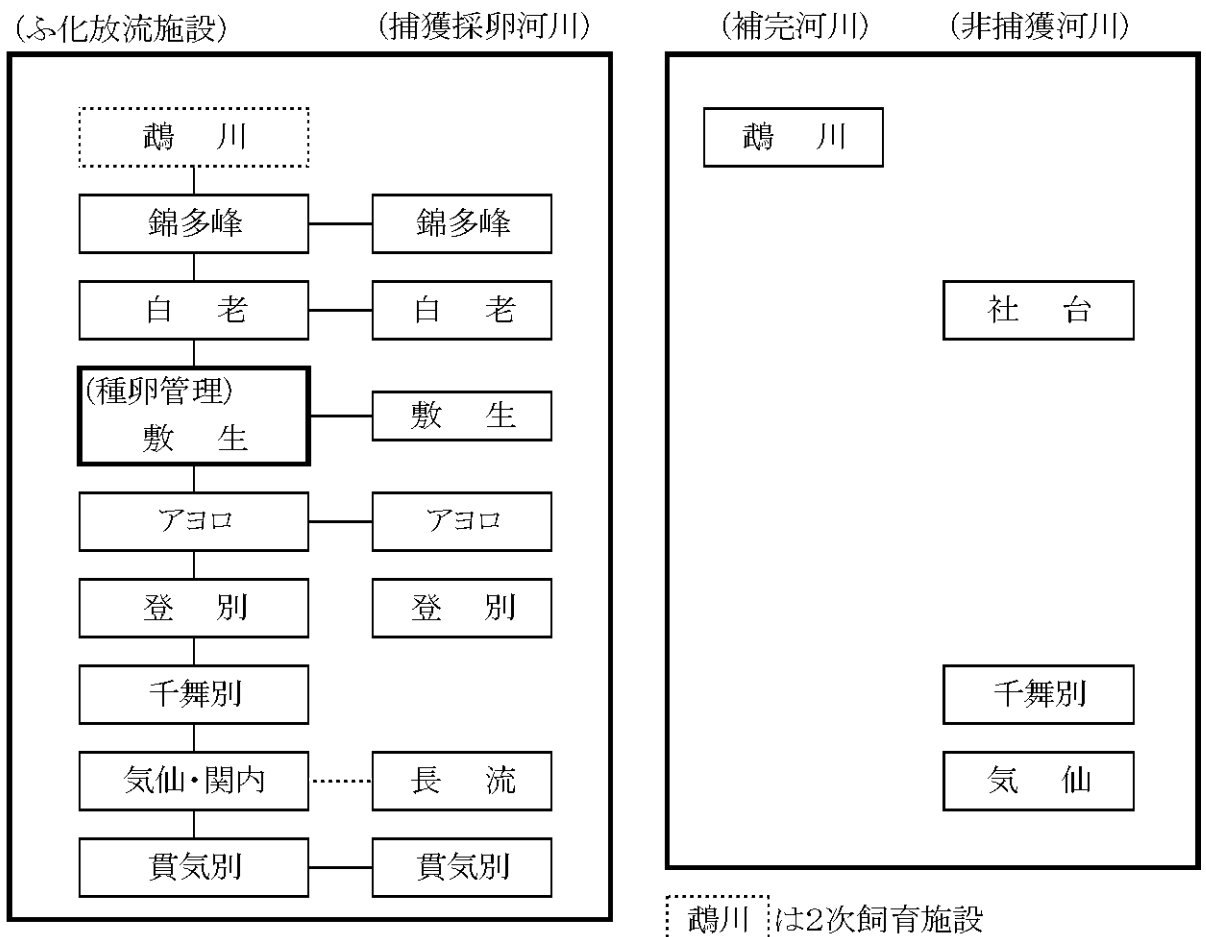 (ふ化放流施設) (捕獲採卵河川) (補完河川) (非捕獲河川)
鵡 川 鵡 川
錦多峰 錦多峰
白 老 白 老 社 台
(種卵管理)
敷 生 敷 生
アヨロ アヨロ
登 別 登 別
千舞別 千舞別
気仙・関内 長 流 気 仙
貫気別 貫気別
鵡川 は2次飼育施設